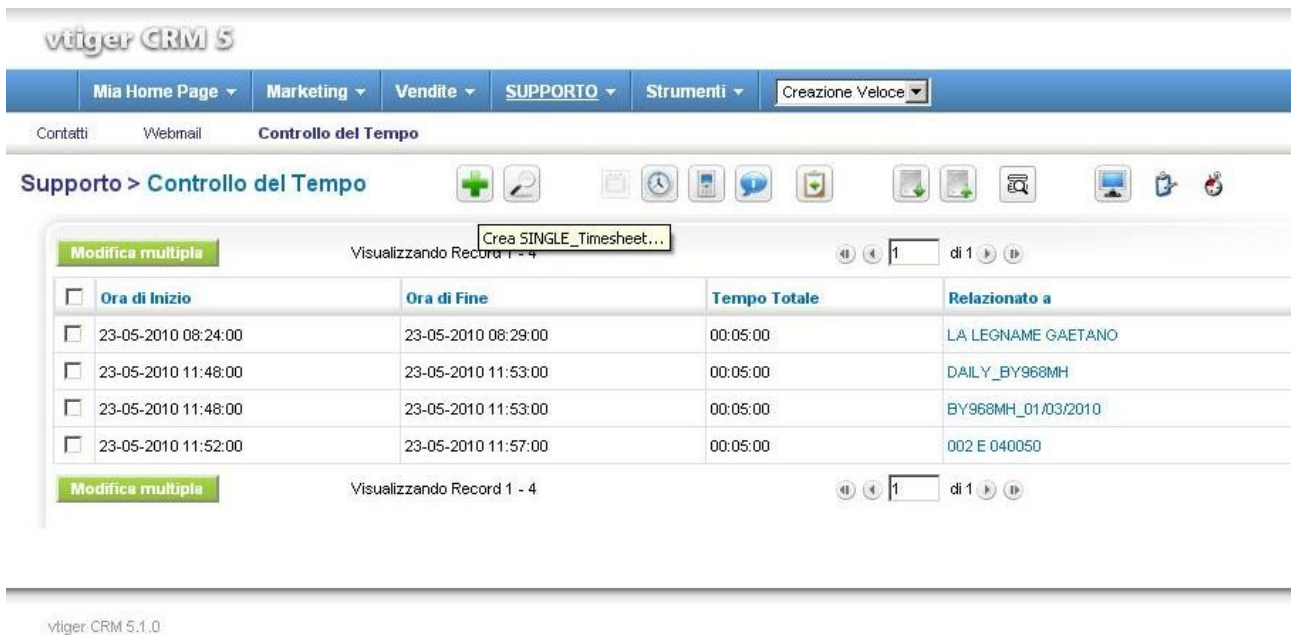 vtiger CRM 5
Mia Home Page Marketing Vendite SUPPORTO Strumenti Creazione Veloce
Contatti Webmail Controllo del Tempo
Supporto > Controllo del Tempo
Crea SINGLE_Timesheet...
Modifica multipla Visualizzando Record 1 - 4 1 di 1
Ora di Inizio Ora di Fine Tempo Totale Relazionato a
23-05-2010 08:24:00 23-05-2010 08:29:00 00:05:00 LA LEGNAME GAETANO
23-05-2010 11:48:00 23-05-2010 11:53:00 00:05:00 DAILY_BY968MH
23-05-2010 11:48:00 23-05-2010 11:53:00 00:05:00 BY968MH_01/03/2010
23-05-2010 11:52:00 23-05-2010 11:57:00 00:05:00 002 E 040050
Modifica multipla Visualizzando Record 1 - 4 1 di 1
vtiger CRM 5.1.0